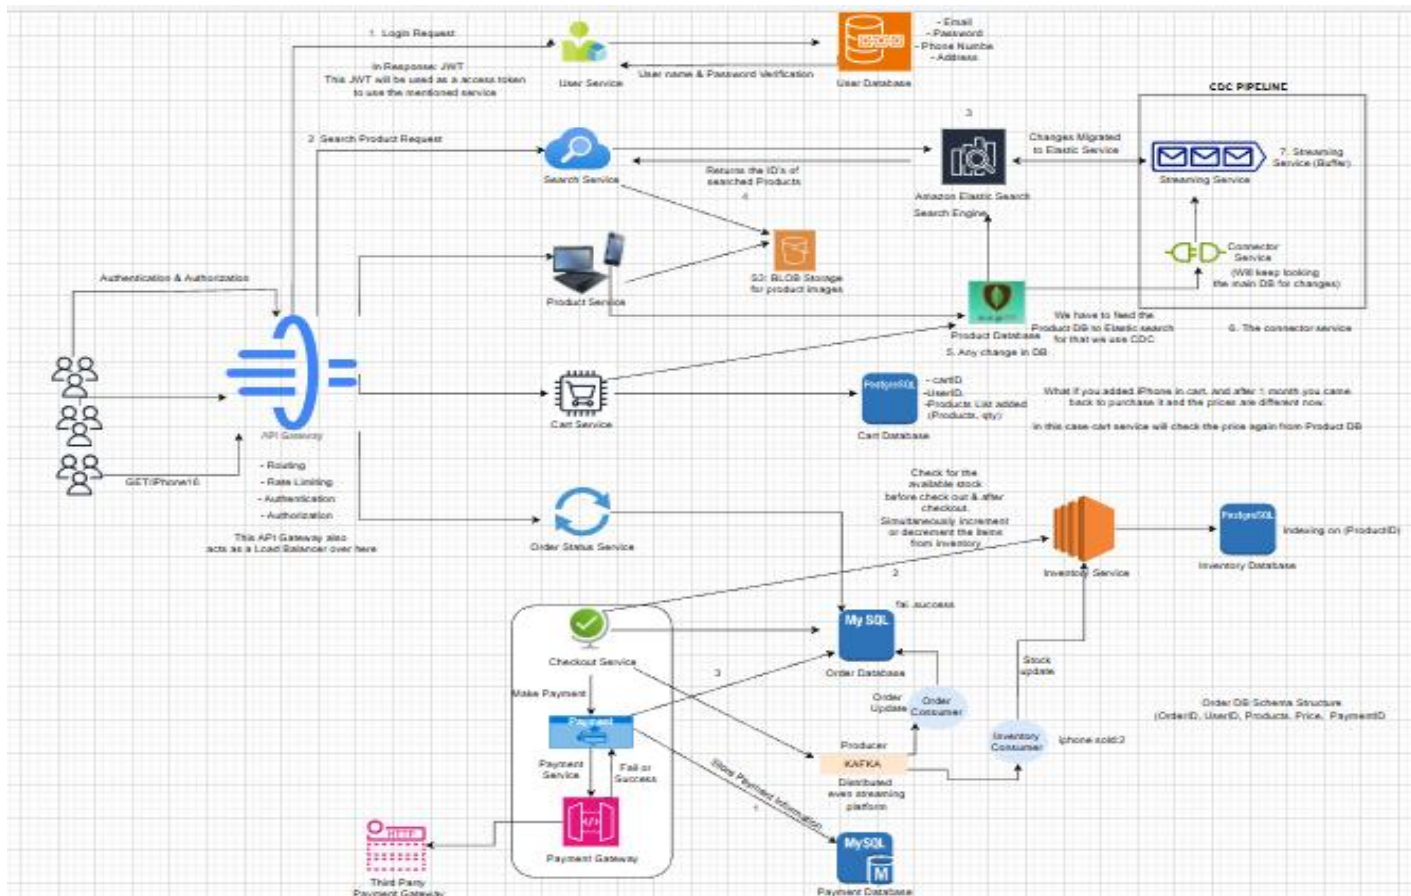 1. Login Request
In Response: JWT
This JWT will be used as a access token
to use the mentioned service
User Service
User name & Password Verification
User Database
- Email
- Password
- Phone Numbe
- Address
CDC PIPELINE
2 Search Product Request
Search Service
Returns the ID's of
searched Products
4
3
Amazon Elastic Search
Search Engine
Changes Migrated
to Elastic Service
Streaming Service
7. Streaming
Service (Buffer)
Connector
Service
(Will keep looking
the main DB for changes)
6. The connector service
Authentication & Authorization
Product Service
S3: BLOB Storage
for product images
Product Database
5. Any change in DB
We have to feed the
Product DB to Elastic search
for that we use CDC
API Gateway
- Routing
- Rate Limiting
- Authentication
- Authorization
This API Gateway also
acts as a Load Balancer over here
GET/iPhone16
Cart Service
PostgreSQL
Cart Database
- cartID
-UserID,
-Products List added
(Products, qty)
What if you added iPhone in cart, and after 1 month you came
back to purchase it and the prices are different now.
in this case cart service will check the price again from Product DB
Order Status Service
Check for the
available stock
before check out & after
checkout.
Simultaneously increment
or decrement the items
from inventory
2
Inventory Service
PostgreSQL
Inventory Database
Indexing on (ProductID)
Checkout Service
Make Payment
Payment
Payment
Service
Fail or
Success
Payment Gateway
HTTP
Third Party
Payment Gateway
My SQL
Order Database
3
Order
Update
Order
Consumer
Producer
KAFKA
Distributed
even streaming
platform
Stock
update
Inventory
Consumer
iphone sold:2
Order DB Schema Structure
(OrderID, UserID, Products, Price, PaymentID
Store Payment Information
1
MySQL
M
Payment Database